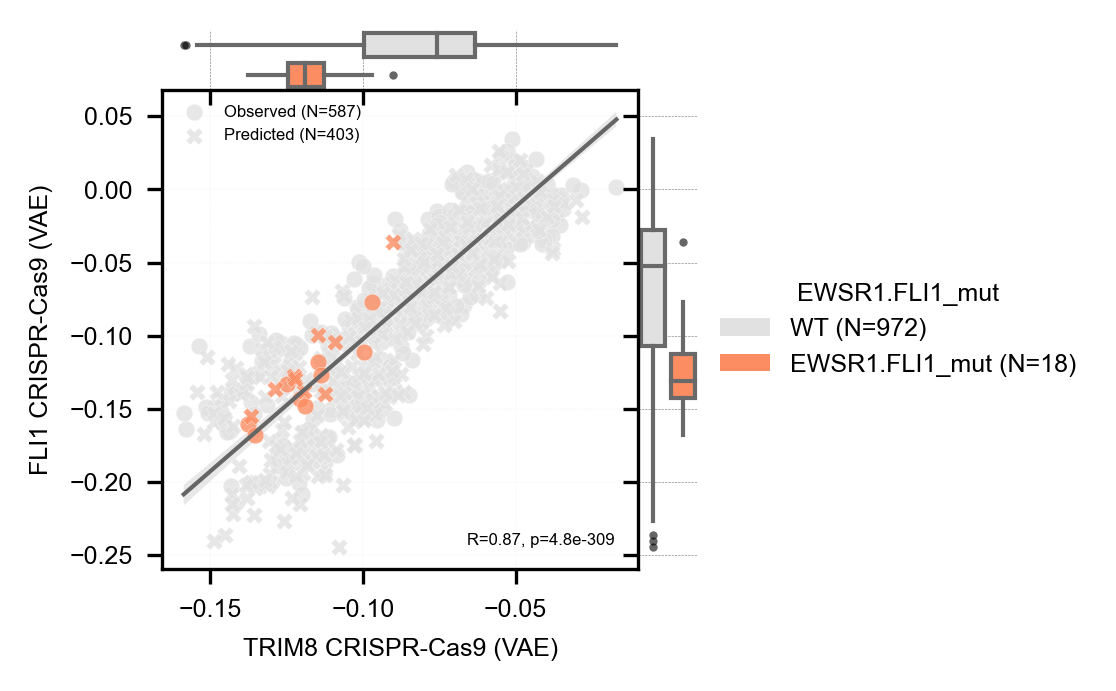 Observed (N=587)
Predicted (N=403)
0.05
0.00
−0.05
−0.10
−0.15
−0.20
−0.25
FLI1 CRISPR-Cas9 (VAE)
R=0.87, p=4.8e-309
−0.15
−0.10
−0.05
TRIM8 CRISPR-Cas9 (VAE)
EWSR1.FLI1_mut
WT (N=972)
EWSR1.FLI1_mut (N=18)